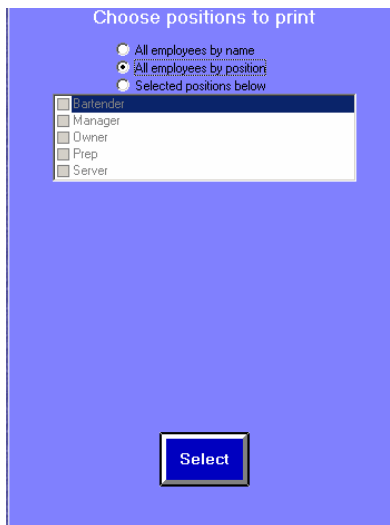 Choose positions to print
All employees by name
All employees by position
Selected positions below
Bartender
Manager
Owner
Prep
Server
Select